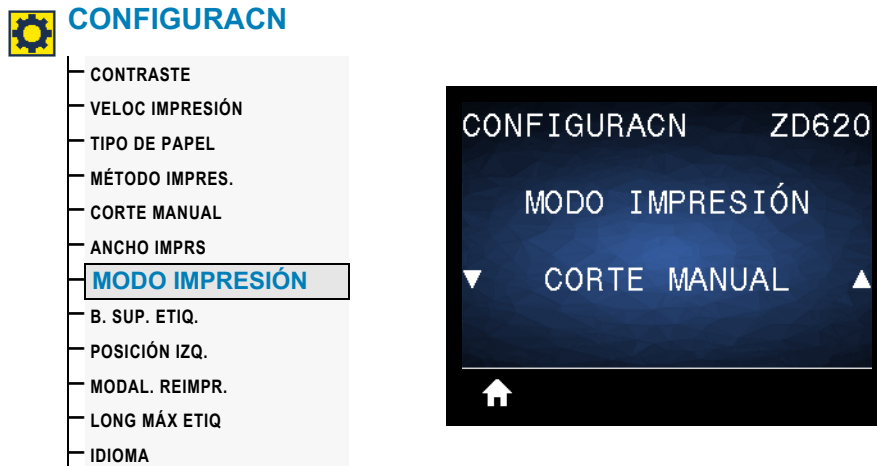 CONFIGURACN
CONTRASTE
VELOC IMPRESIÓN
TIPO DE PAPEL
MÉTODO IMPRES.
CORTE MANUAL
ANCHO IMPRS
MODO IMPRESIÓN
B. SUP. ETIQ.
POSICIÓN IZQ.
MODAL. REIMPR.
LONG MÁX ETIQ
IDIOMA
CONFIGURACN ZD620
MODO IMPRESIÓN
CORTE MANUAL